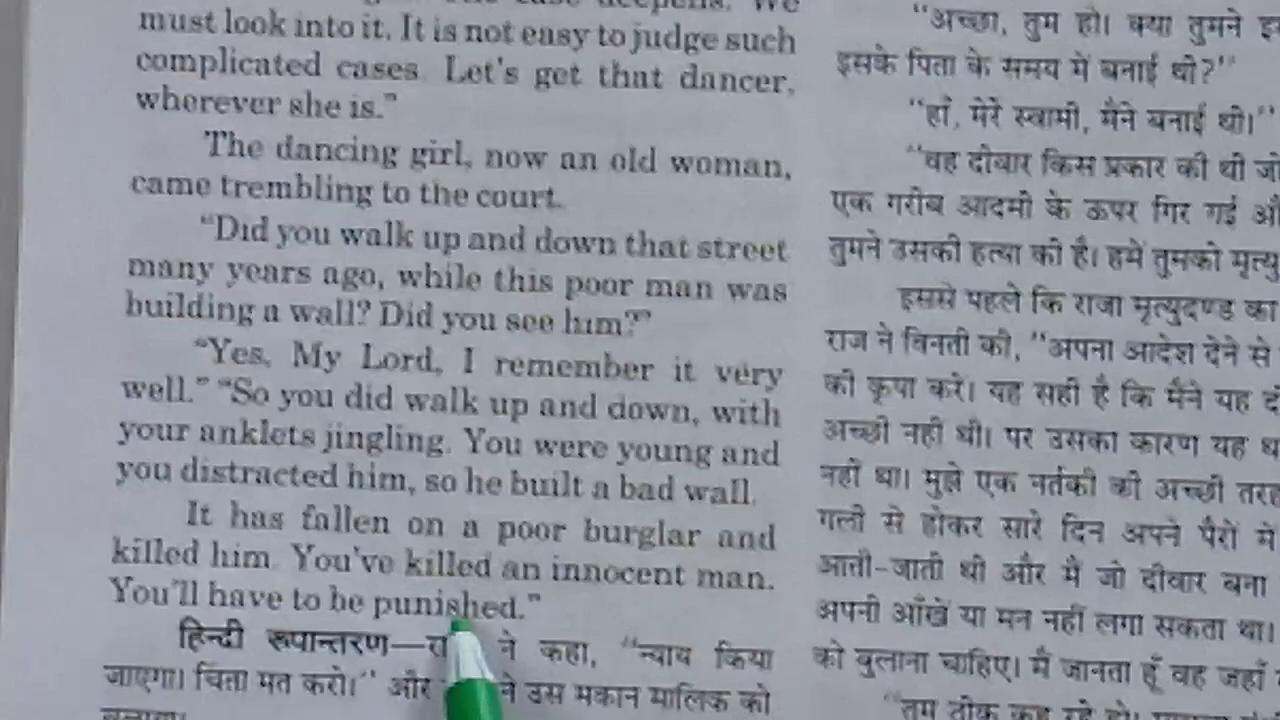 must look into it. It is not easy to judge such
complicated cases. Let's get that dancer,
wherever she is."
The dancing girl, now an old woman,
came trembling to the court.
"Did you walk up and down that street
many years ago, while this poor man was
building a wall? Did you see him?"
"Yes, My Lord, I remember it very
well." "So you did walk up and down, with
your anklets jingling. You were young and
you distracted him, so he built a bad wall.
It has fallen on a poor burglar and
killed him. You've killed an innocent man.
You'll have to be punished."
हिन्दी रूपान्तरण— ने कहा, "न्याय किया
जाएगा। चिंता मत करो।" और ने उस मकान मालिक को
"अच्छा, तुम हो। क्या तुमने
इसके पिता के समय में बनाई थी?"
"हाँ, मेरे स्वामी, मैंने बनाई थी।"
"वह दीवार किस प्रकार की थी जो
एक गरीब आदमी के ऊपर गिर गई
तुमने उसकी हत्या की है। हमें तुमको
इससे पहले कि राजा मृत्युदण्ड का
राज ने विनती की, "अपना आदेश देने से
की कृपा करें। यह सही है कि मैंने यह
अच्छी नहीं थी। पर उसका कारण यह
नहीं था। मुझे एक नर्तकी की अच्छी
गली से होकर सारे दिन अपने पैरों में
आती-जाती थी और मैं जो दीवार बना
अपनी आँखें या मन नहीं लगा सकता था।
को बुलाना चाहिए। मैं जानता हूँ वह जहाँ
"तुम ठीक कह रहे हो।